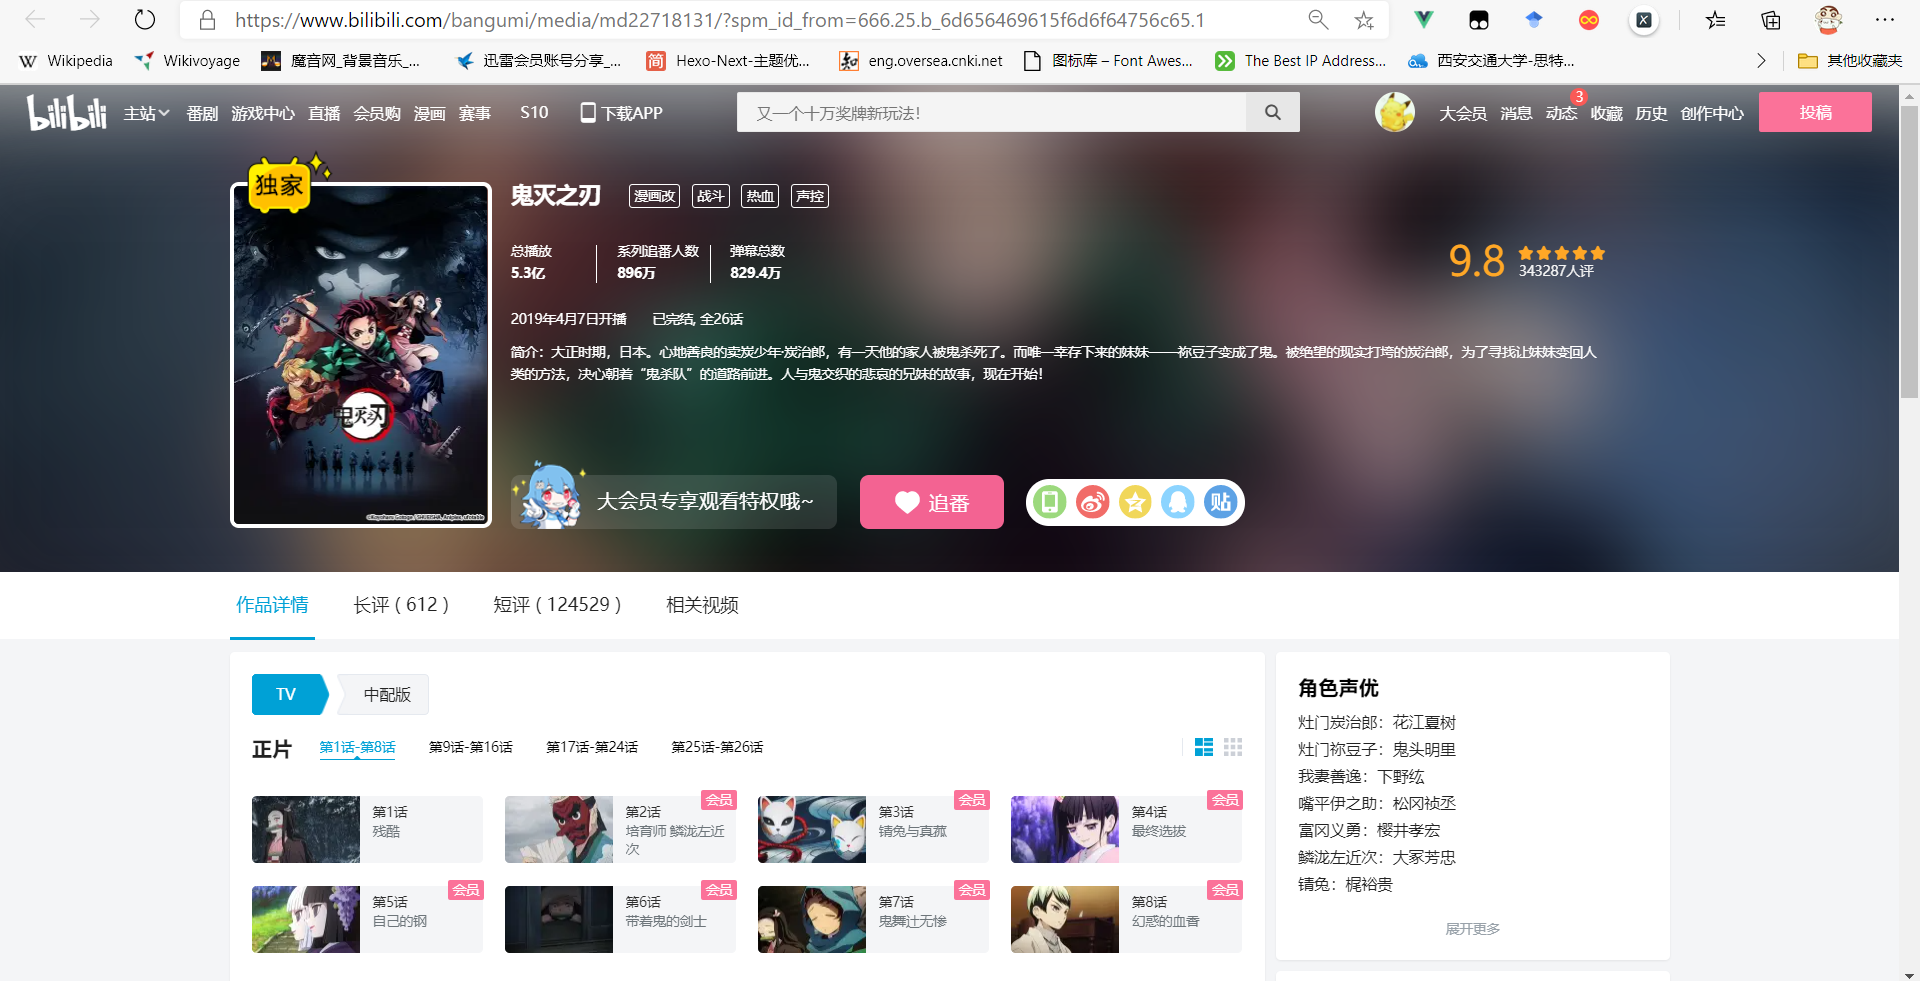 https://www.bilibili.com/bangumi/media/md22718131/?spm_id_from=666.25.b_6d656469615f6d6f64756c65.1
Wikipedia
Wikivoyage
魔音网_背景音乐_...
迅雷会员账号分享_...
简 Hexo-Next-主题优...
知 eng.oversea.cnki.net
图标库 – Font Awes...
The Best IP Address...
西安交通大学-思特...
其他收藏夹
bilibili 主站 番剧 游戏中心 直播 会员购 漫画 赛事 S10 下载APP
又一个十万奖牌新玩法！
大会员 消息 动态 3 收藏 历史 创作中心 投稿
独家
鬼灭之刃
鬼灭之刃 漫画改 战斗 热血 声控
总播放 系列追番人数 弹幕总数
5.3亿 896万 829.4万
9.8
343287人评
2019年4月7日开播 已完结, 全26话
简介：大正时期，日本。心地善良的卖炭少年·炭治郎，有一天他的家人被鬼杀死了。而唯一幸存下来的妹妹——祢豆子变成了鬼。被绝望的现实打垮的炭治郎，为了寻找让妹妹变回人
类的方法，决心朝着“鬼杀队”的道路前进。人与鬼交织的悲哀的兄妹的故事，现在开始！
大会员专享观看特权哦~
追番
贴
作品详情 长评 ( 612 ) 短评 ( 124529 ) 相关视频
TV 中配版
正片 第1话-第8话 第9话-第16话 第17话-第24话 第25话-第26话
第1话
残酷
会员
第2话
培育师 鳞泷左近
次
会员
第3话
锖兔与真菰
会员
第4话
最终选拔
会员
第5话
自己的钢
会员
第6话
带着鬼的剑士
会员
第7话
鬼舞辻无惨
会员
第8话
幻惑的血香
角色声优
灶门炭治郎：花江夏树
灶门祢豆子：鬼头明里
我妻善逸：下野纮
嘴平伊之助：松冈祯丞
富冈义勇：樱井孝宏
鳞泷左近次：大冢芳忠
锖兔：梶裕贵
展开更多